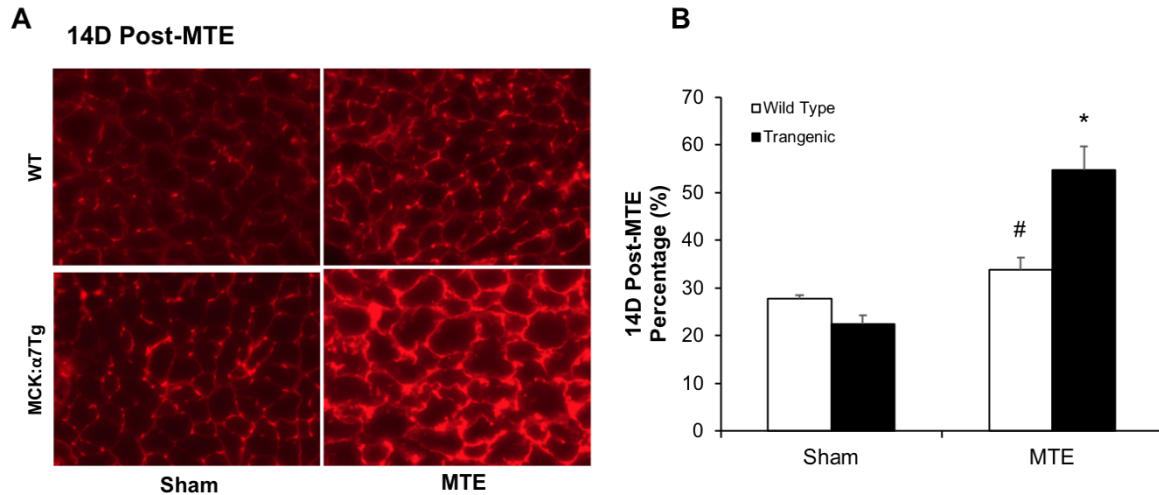 A
14D Post-MTE
WT
MCK:α7Tg
Sham
MTE
B
14D Post-MTE
Percentage (%)
70
60
50
40
30
20
10
0
Wild Type
Trangenic
#
*
Sham
MTE